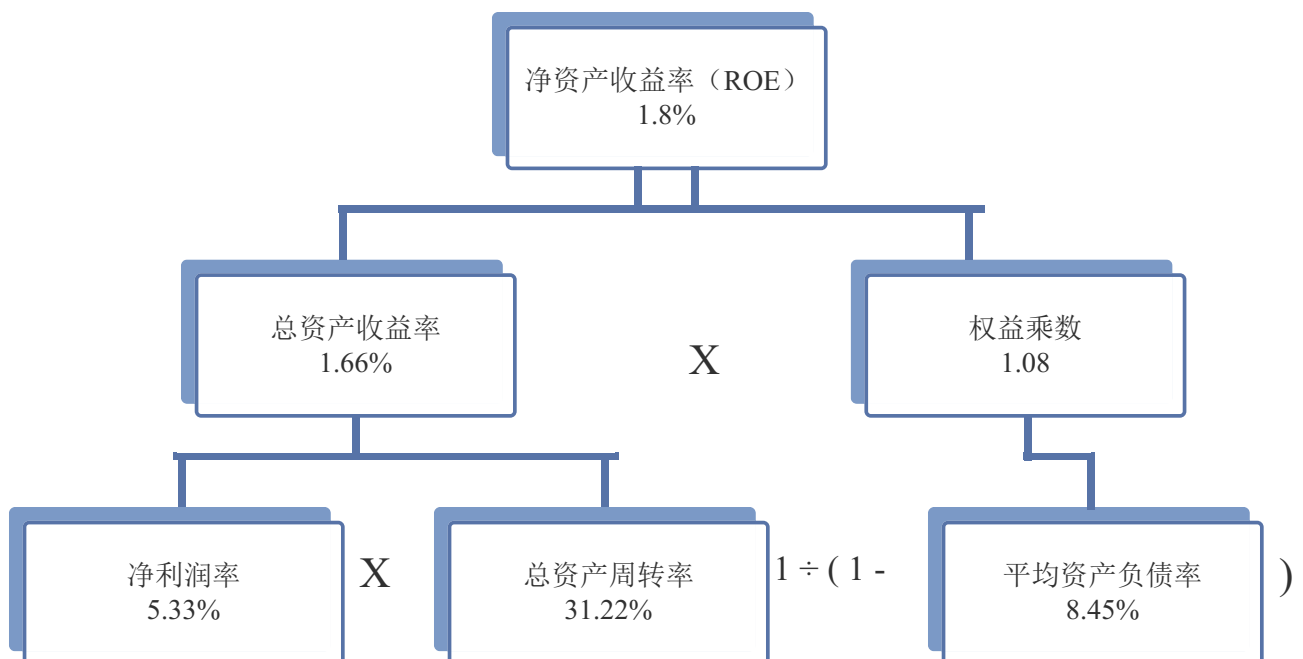 净资产收益率（ROE）
1.8%
总资产收益率
1.66%
X
权益乘数
1.08
净利润率
5.33%
X
总资产周转率
31.22%
1 ÷ ( 1 -
平均资产负债率
8.45%
)